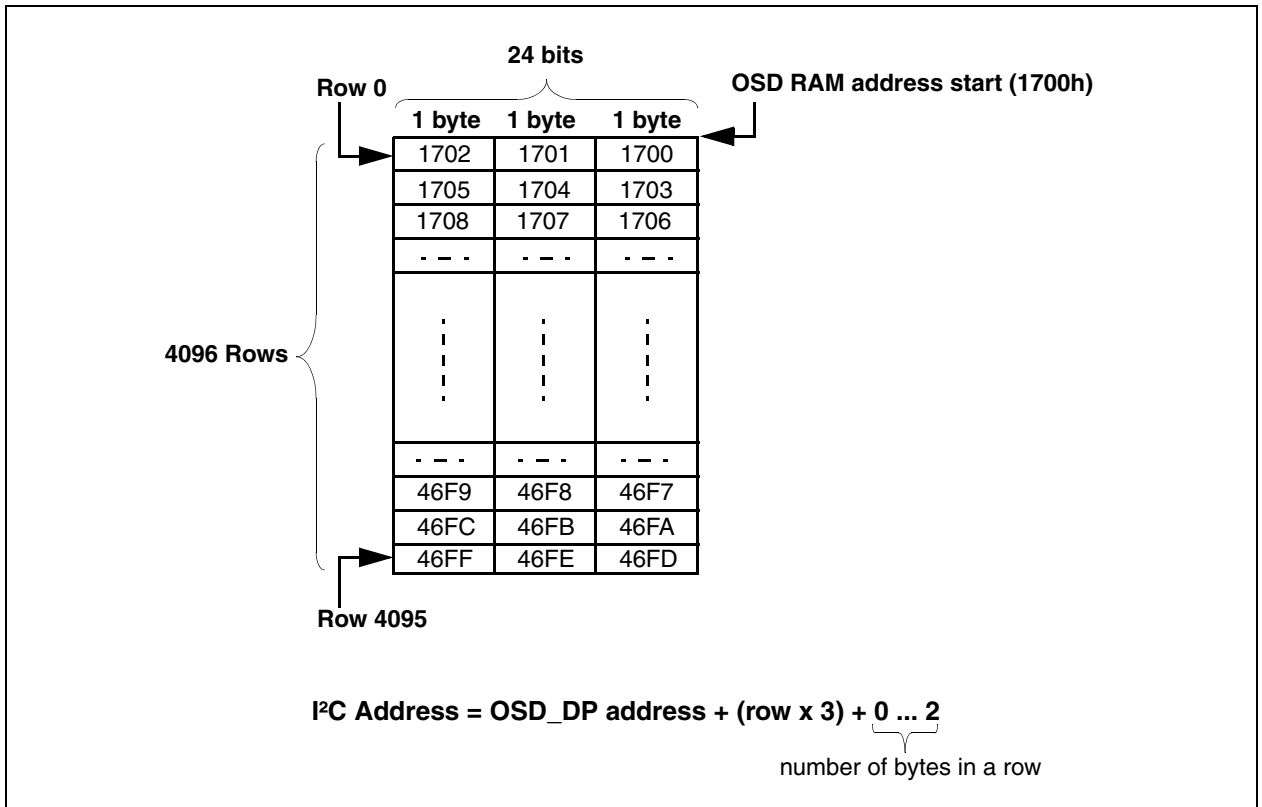 24 bits
Row 0
OSD RAM address start (1700h)
1 byte 1 byte 1 byte
1702 1701 1700
1705 1704 1703
1708 1707 1706
4096 Rows
46F9 46F8 46F7
46FC 46FB 46FA
46FF 46FE 46FD
Row 4095
I²C Address = OSD_DP address + (row x 3) + 0 ... 2
number of bytes in a row